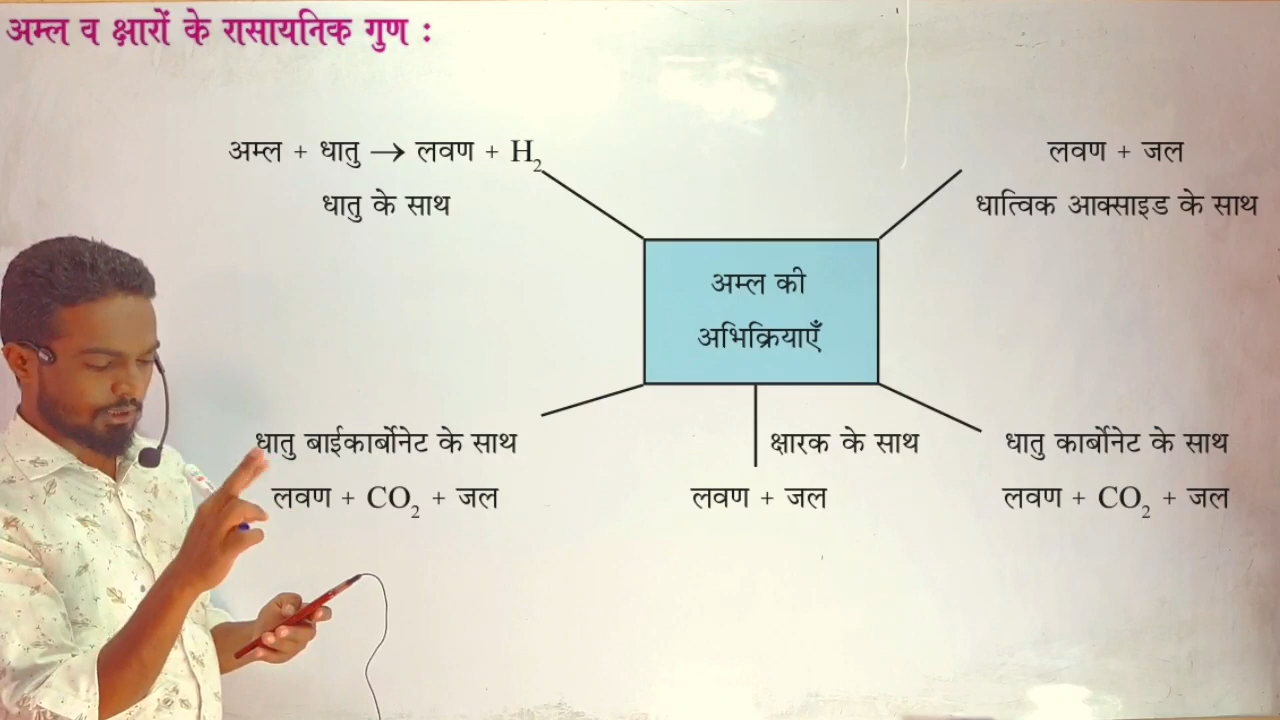 अम्ल व क्षारों के रासायनिक गुण :
अम्ल + धातु → लवण + H₂
धातु के साथ
लवण + जल
धात्विक आक्साइड के साथ
अम्ल की
अभिक्रियाएँ
धातु बाईकार्बोनेट के साथ
लवण + CO₂ + जल
क्षारक के साथ
लवण + जल
धातु कार्बोनेट के साथ
लवण + CO₂ + जल